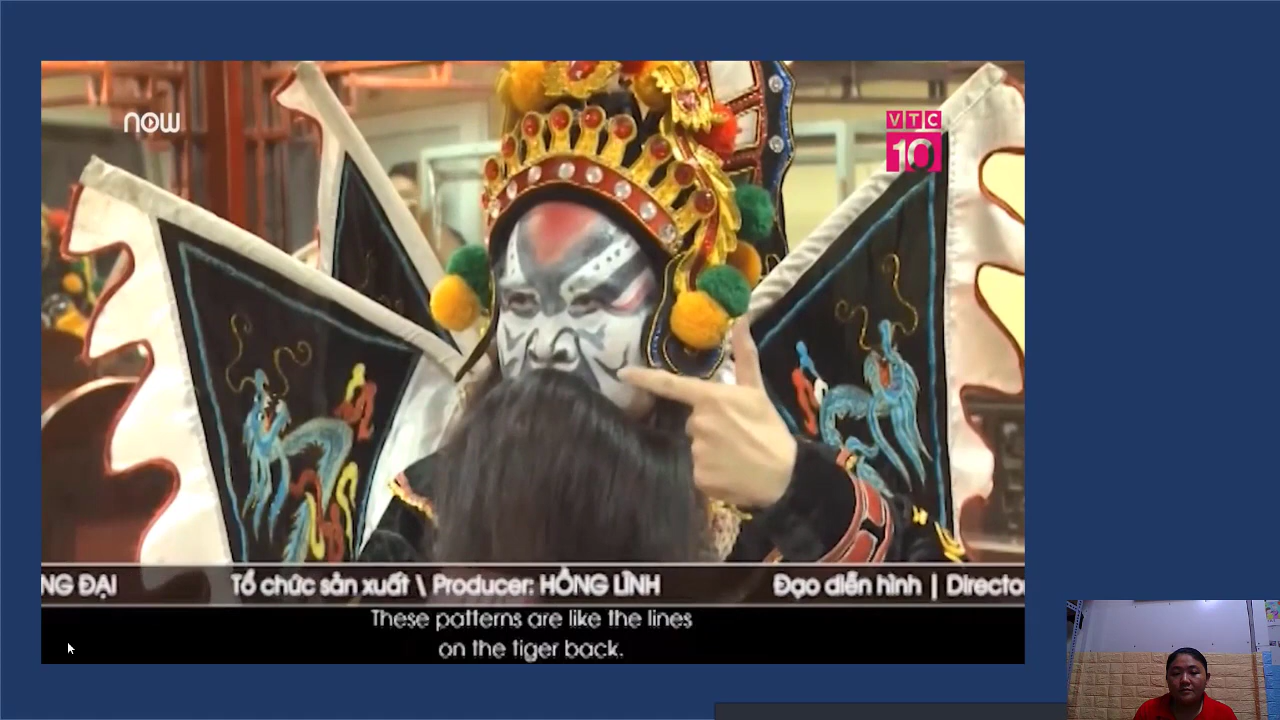 now
VTC
10
NG ĐẠI Tổ chức sản xuất \ Producer: HỒNG LĨNH Đạo diễn hình | Directo
These patterns are like the lines
on the tiger back.